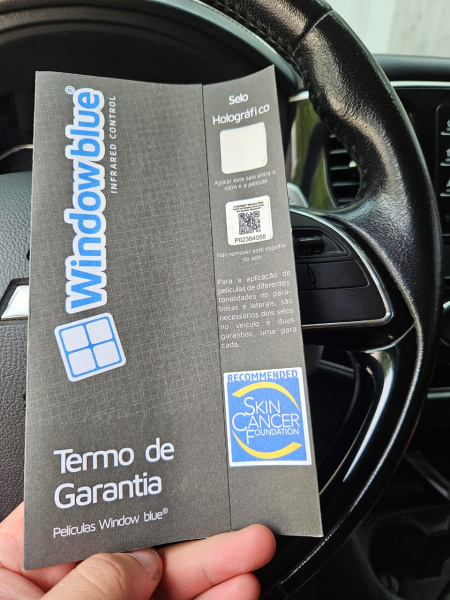 Windowblue®
INFRARED CONTROL
Termo de
Garantia
Películas Window blue®
Selo
Holográfico
Aplicar este selo entre o
vidro e a película
P02364068
Não remover este espelho
do selo
Para a aplicação de
películas de diferentes
tonalidades no para-
brisas e laterais, são
necessários dois selos
no veículo e duas
garantias, uma para
cada.
RECOMMENDED
SKIN
CANCER
FOUNDATION